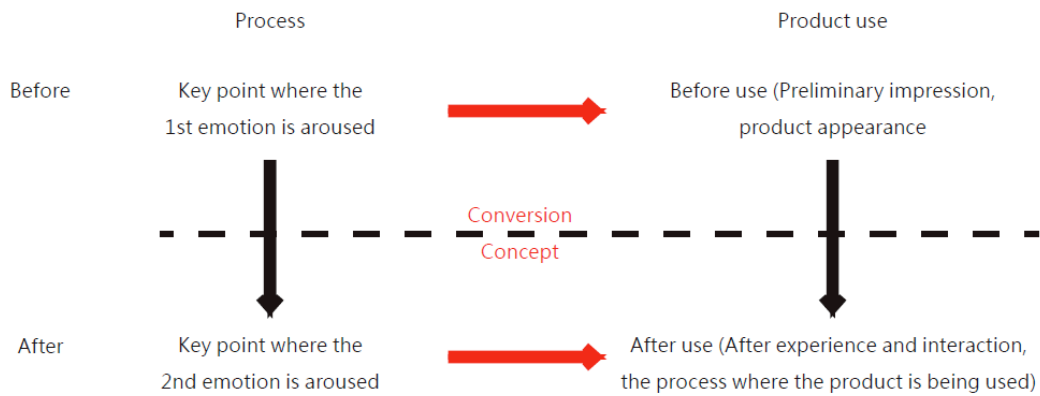 Process
Product use
Before
Key point where the
1st emotion is aroused
Before use (Preliminary impression,
product appearance
Conversion
Concept
After
Key point where the
2nd emotion is aroused
After use (After experience and interaction,
the process where the product is being used)